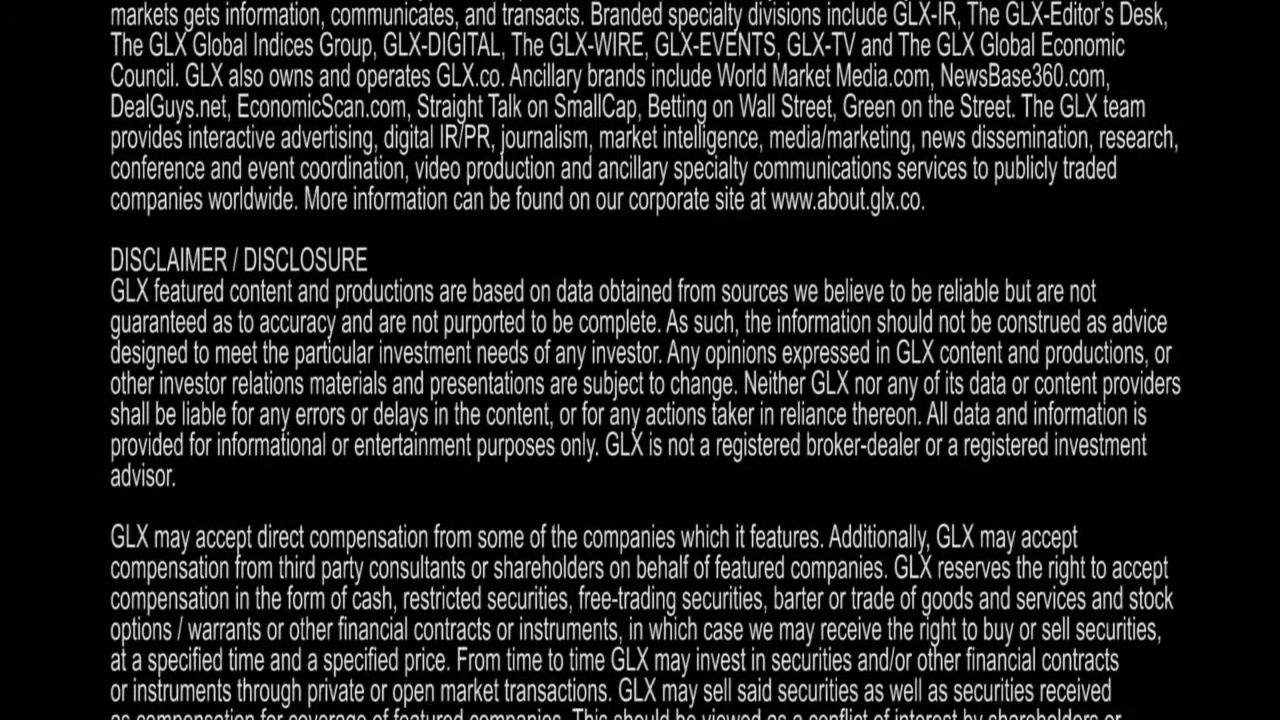 markets gets information, communicates, and transacts. Branded specialty divisions include GLX-IR, The GLX-Editor's Desk,
The GLX Global Indices Group, GLX-DIGITAL, The GLX-WIRE, GLX-EVENTS, GLX-TV and The GLX Global Economic
Council. GLX also owns and operates GLX.co. Ancillary brands include World Market Media.com, NewsBase360.com,
DealGuys.net, EconomicScan.com, Straight Talk on SmallCap, Betting on Wall Street, Green on the Street. The GLX team
provides interactive advertising, digital IR/PR, journalism, market intelligence, media/marketing, news dissemination, research,
conference and event coordination, video production and ancillary specialty communications services to publicly traded
companies worldwide. More information can be found on our corporate site at www.about.glx.co.
DISCLAIMER / DISCLOSURE
GLX featured content and productions are based on data obtained from sources we believe to be reliable but are not
guaranteed as to accuracy and are not purported to be complete. As such, the information should not be construed as advice
designed to meet the particular investment needs of any investor. Any opinions expressed in GLX content and productions, or
other investor relations materials and presentations are subject to change. Neither GLX nor any of its data or content providers
shall be liable for any errors or delays in the content, or for any actions taker in reliance thereon. All data and information is
provided for informational or entertainment purposes only. GLX is not a registered broker-dealer or a registered investment
advisor.
GLX may accept direct compensation from some of the companies which it features. Additionally, GLX may accept
compensation from third party consultants or shareholders on behalf of featured companies. GLX reserves the right to accept
compensation in the form of cash, restricted securities, free-trading securities, barter or trade of goods and services and stock
options / warrants or other financial contracts or instruments, in which case we may receive the right to buy or sell securities,
at a specified time and a specified price. From time to time GLX may invest in securities and/or other financial contracts
or instruments through private or open market transactions. GLX may sell said securities as well as securities received
as compensation for coverage of featured companies. This should be viewed as a conflict of interest by shareholders or